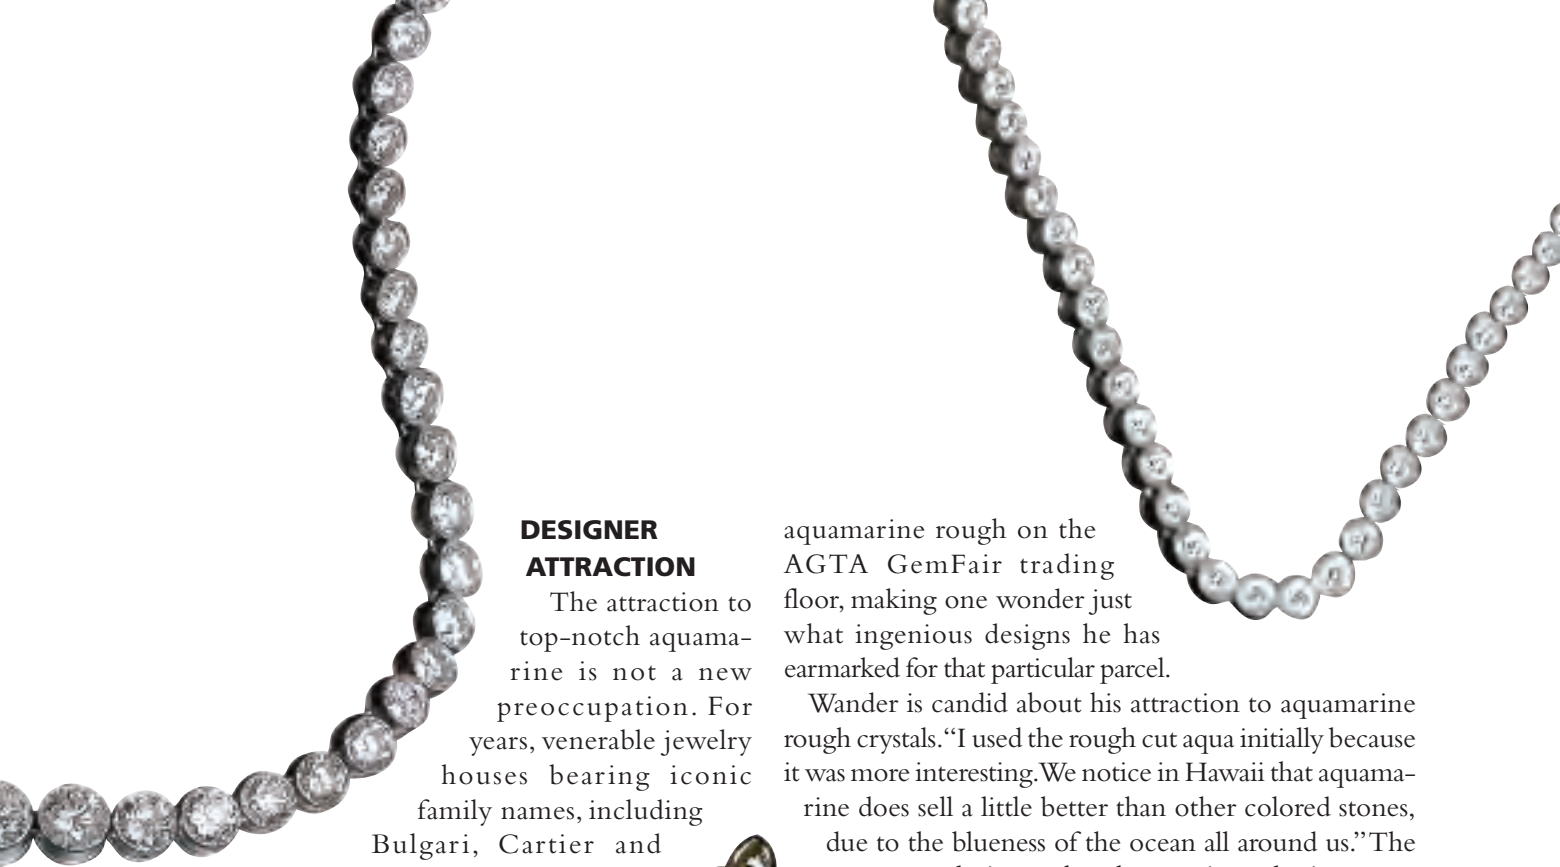 DESIGNER
ATTRACTION
The attraction to
top-notch aquama-
rine is not a new
preoccupation. For
years, venerable jewelry
houses bearing iconic
family names, including
Bulgari, Cartier and
aquamarine rough on the
AGTA GemFair trading
floor, making one wonder just
what ingenious designs he has
earmarked for that particular parcel.
Wander is candid about his attraction to aquamarine
rough crystals. “I used the rough cut aqua initially because
it was more interesting. We notice in Hawaii that aquama-
rine does sell a little better than other colored stones,
due to the blueness of the ocean all around us.” The